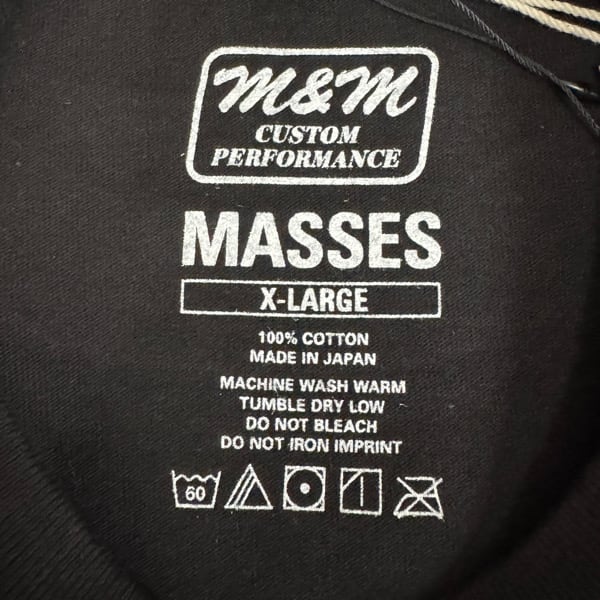 M&M
CUSTOM
PERFORMANCE
MASSES
X-LARGE
100% COTTON
MADE IN JAPAN
MACHINE WASH WARM
TUMBLE DRY LOW
DO NOT BLEACH
DO NOT IRON IMPRINT
60